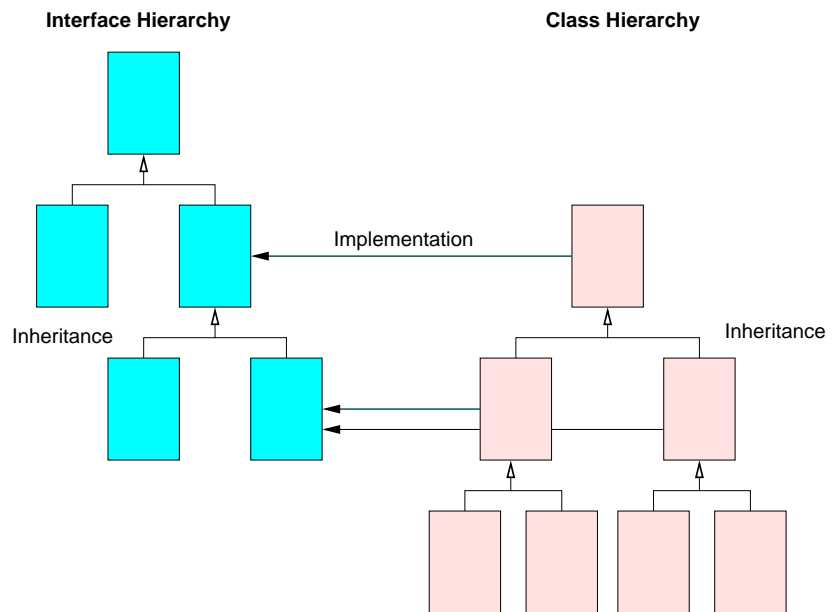 Interface Hierarchy
Class Hierarchy
Implementation
Inheritance
Inheritance